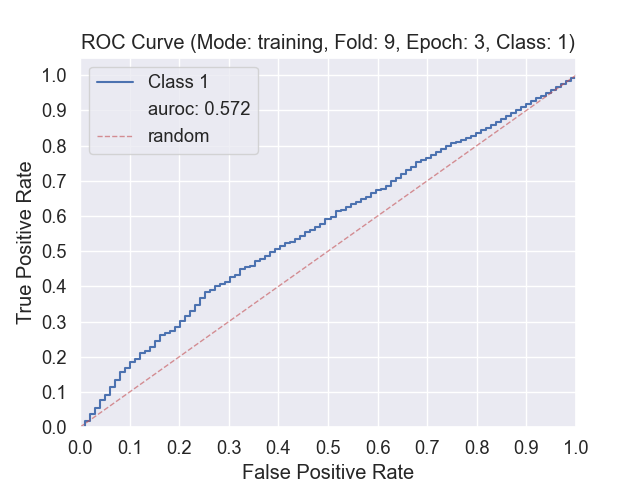 ROC Curve (Mode: training, Fold: 9, Epoch: 3, Class: 1)
1.0
0.9
0.8
0.7
0.6
0.5
0.4
0.3
0.2
0.1
0.0
True Positive Rate
Class 1
auroc: 0.572
random
0.0 0.1 0.2 0.3 0.4 0.5 0.6 0.7 0.8 0.9 1.0
False Positive Rate